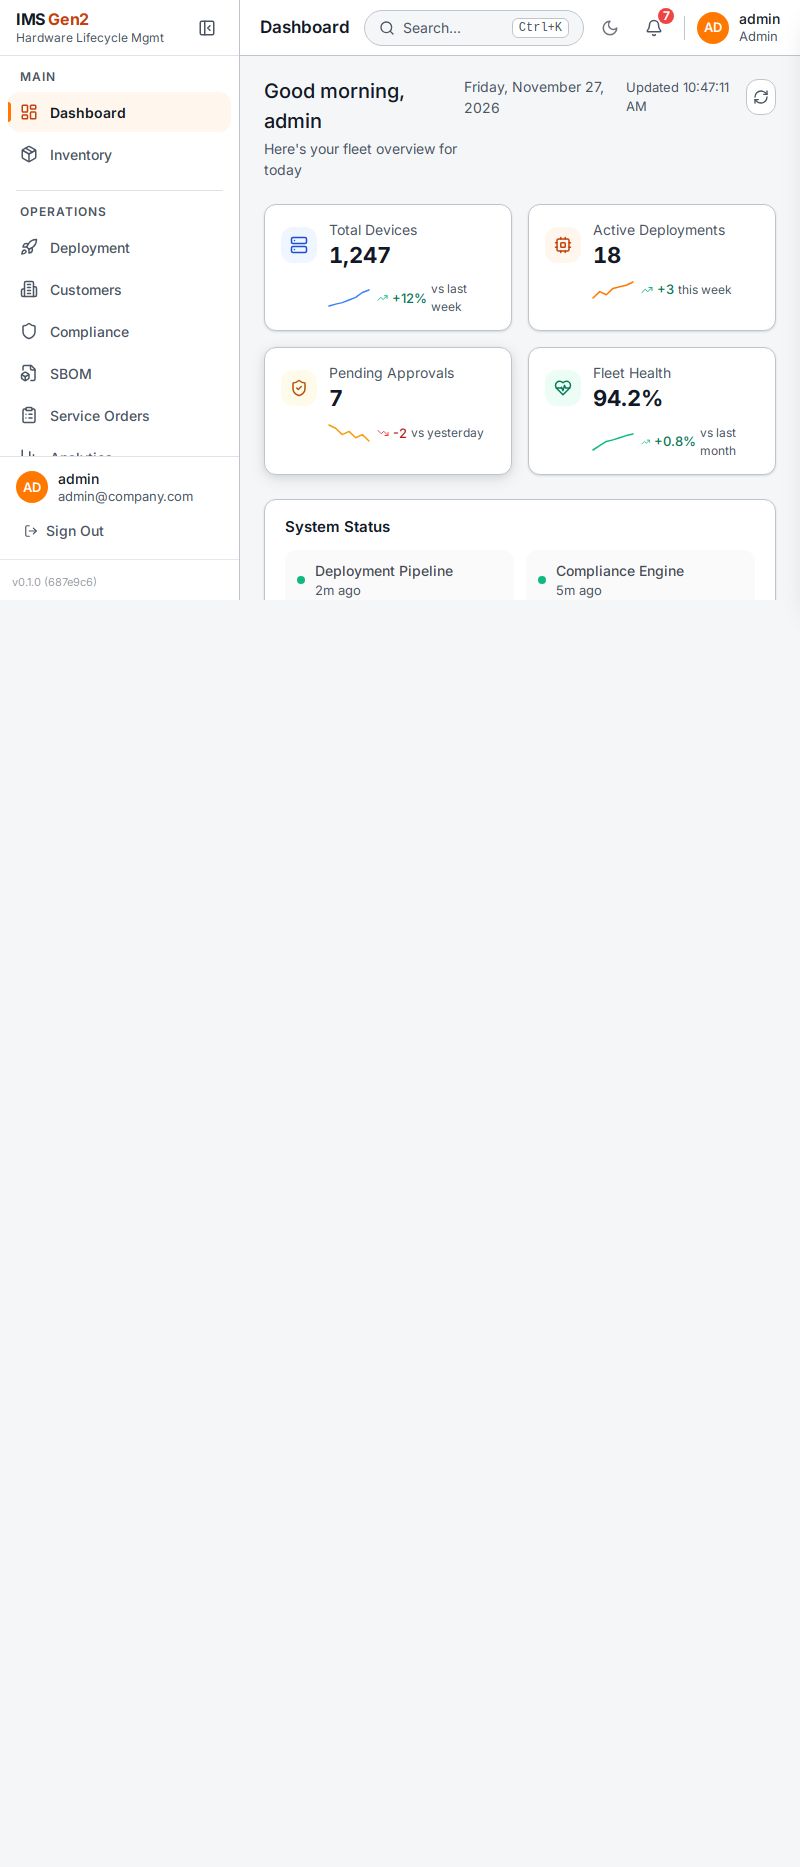 IMS Gen2
Hardware Lifecycle Mgmt
MAIN
Dashboard
Inventory
OPERATIONS
Deployment
Customers
Compliance
SBOM
Service Orders
Analytics
AD
admin
admin@company.com
Sign Out
v0.1.0 (687e9c6)
Dashboard
Search...
Ctrl+K
7
AD
admin
Admin
Good morning,
admin
Here's your fleet overview for
today
Friday, November 27,
2026
Updated 10:47:11
AM
Total Devices
1,247
+12% vs last
week
Active Deployments
18
+3 this week
Pending Approvals
7
-2 vs yesterday
Fleet Health
94.2%
+0.8% vs last
month
System Status
Deployment Pipeline
2m ago
Compliance Engine
5m ago